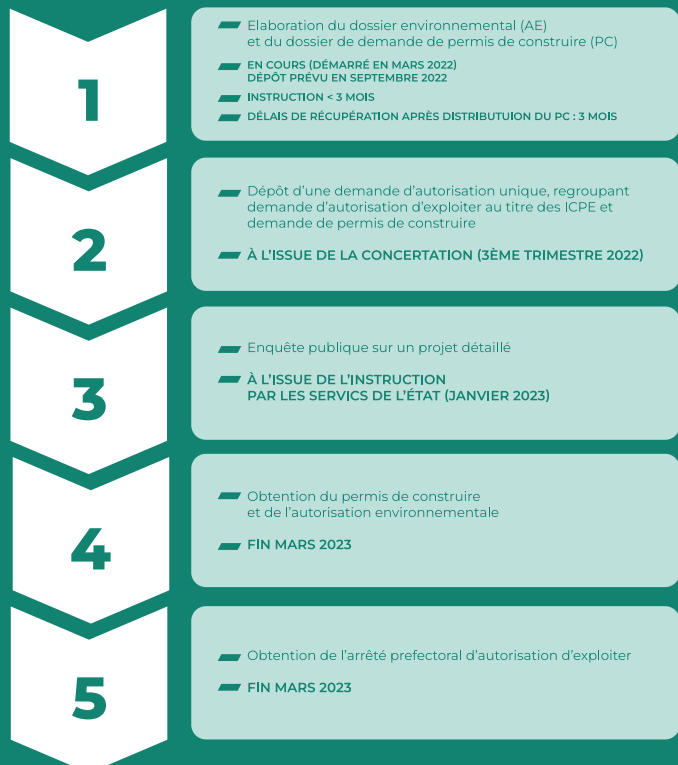 1
Elaboration du dossier environnemental (AE)
et du dossier de demande de permis de construire (PC)
EN COURS (DÉMARRÉ EN MARS 2022)
DÉPÔT PRÉVU EN SEPTEMBRE 2022
INSTRUCTION < 3 MOIS
DÉLAIS DE RÉCUPÉRATION APRÈS DISTRIBUTUION DU PC : 3 MOIS
2
Dépôt d’une demande d’autorisation unique, regroupant
demande d’autorisation d’exploiter au titre des ICPE et
demande de permis de construire
À L’ISSUE DE LA CONCERTATION (3ÈME TRIMESTRE 2022)
3
Enquête publique sur un projet détaillé
À L’ISSUE DE L’INSTRUCTION
PAR LES SERVICS DE L’ÉTAT (JANVIER 2023)
4
Obtention du permis de construire
et de l’autorisation environnementale
FIN MARS 2023
5
Obtention de l’arrêté prefectoral d’autorisation d’exploiter
FIN MARS 2023